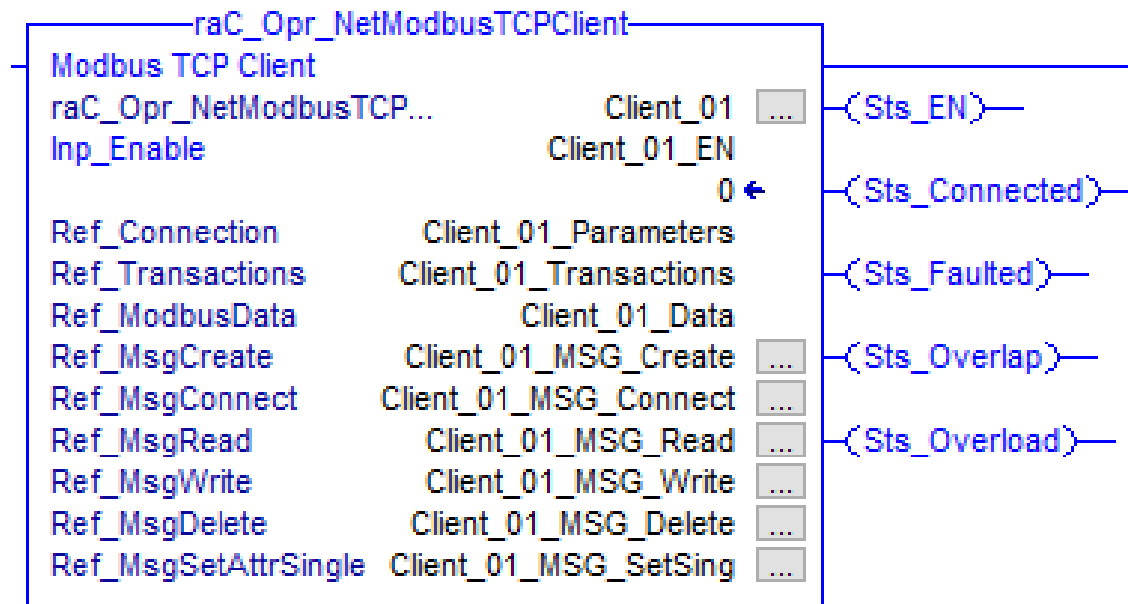 raC_Opr_NetModbusTCPClient
Modbus TCP Client
raC_Opr_NetModbusTCP... Client_01 ... (Sts_EN)
Inp_Enable Client_01_EN
0 (Sts_Connected)
Ref_Connection Client_01_Parameters
Ref_Transactions Client_01_Transactions (Sts_Faulted)
Ref_ModbusData Client_01_Data
Ref_MsgCreate Client_01_MSG_Create ... (Sts_Overlap)
Ref_MsgConnect Client_01_MSG_Connect ...
Ref_MsgRead Client_01_MSG_Read ... (Sts_Overload)
Ref_MsgWrite Client_01_MSG_Write ...
Ref_MsgDelete Client_01_MSG_Delete ...
Ref_MsgSetAttrSingle Client_01_MSG_SetSing ...